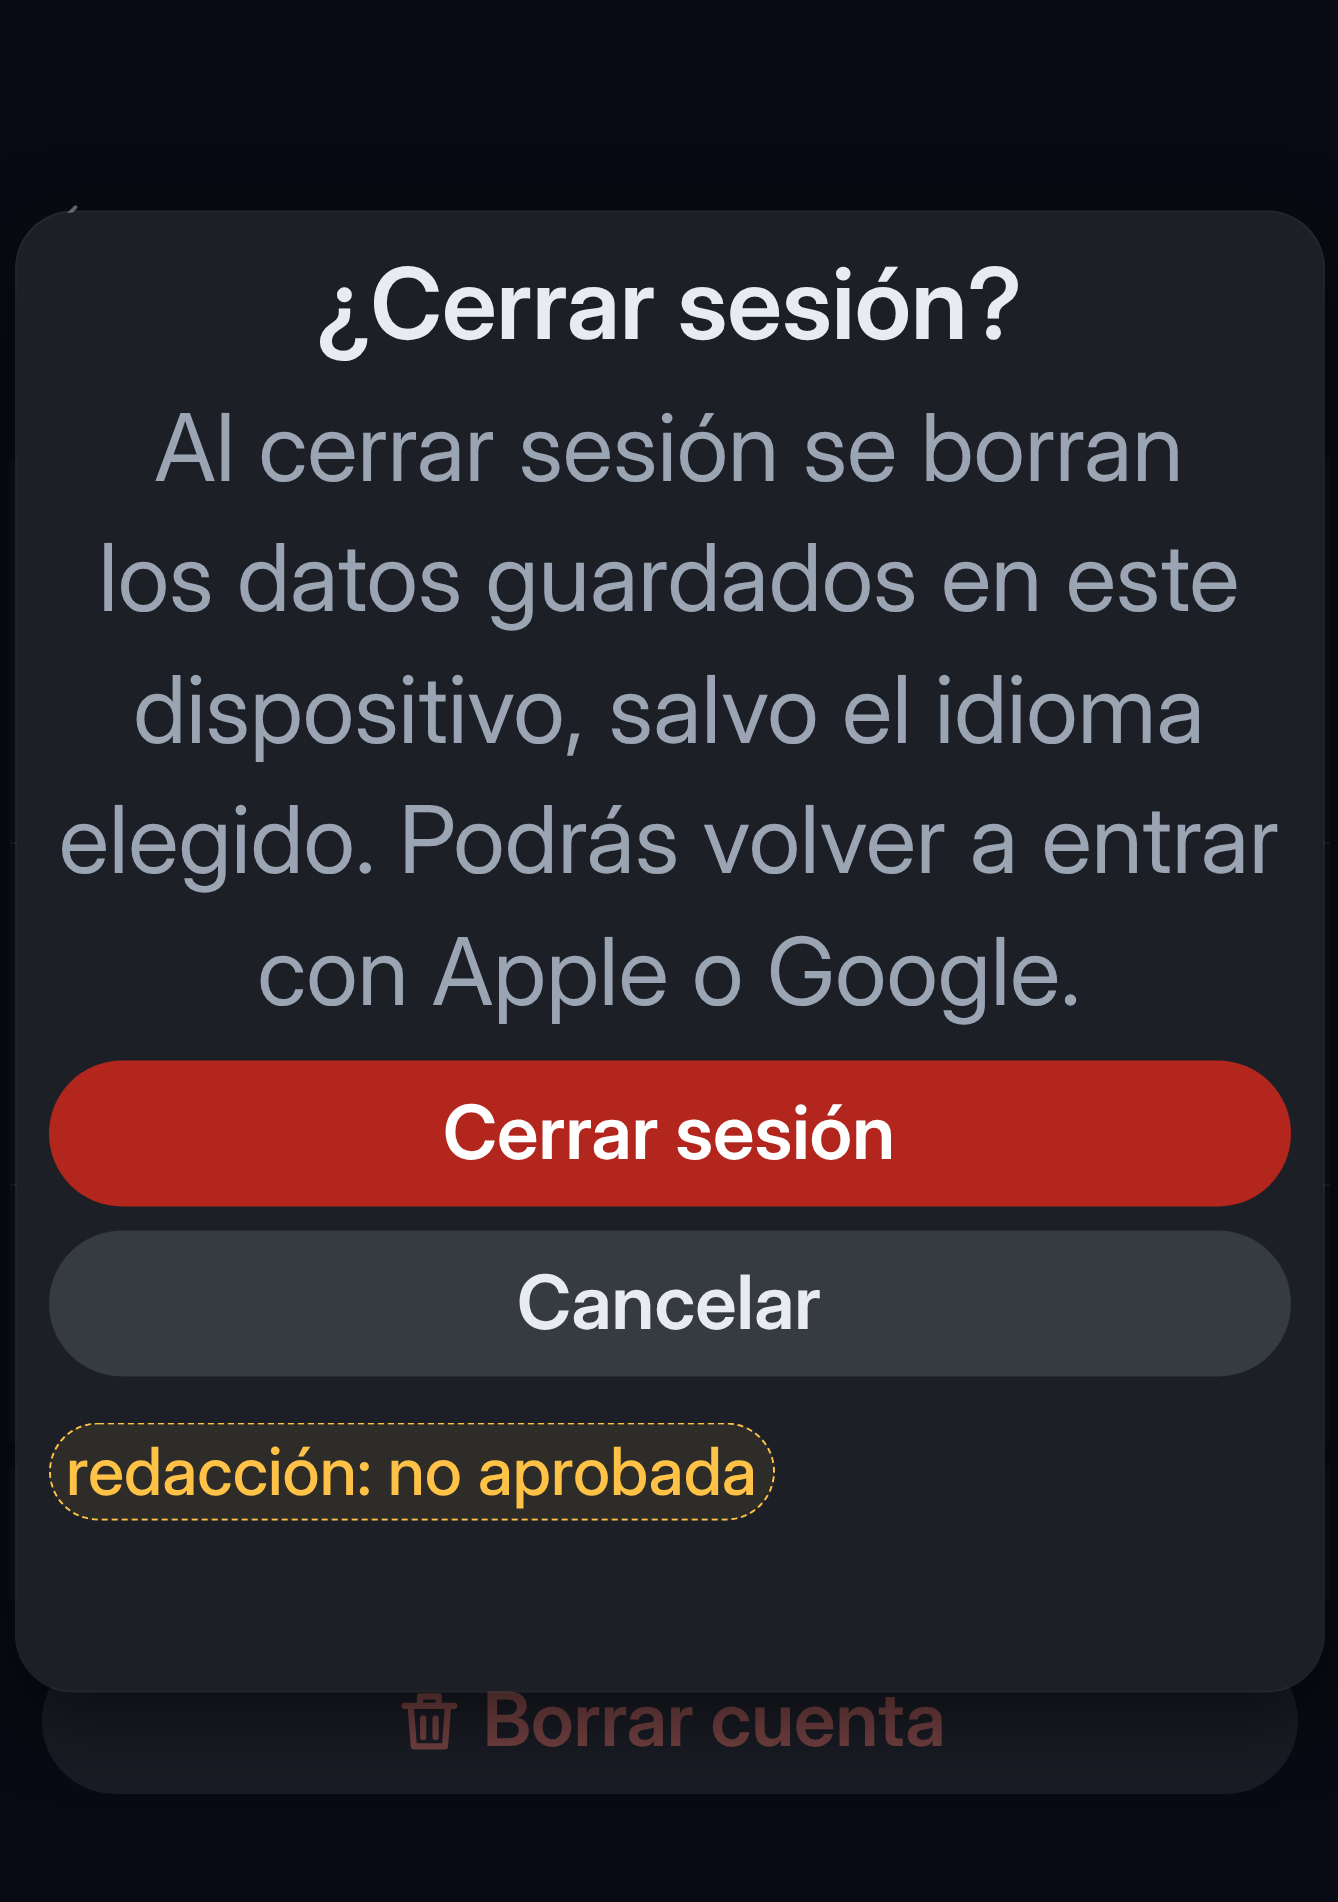 ¿Cerrar sesión?
Al cerrar sesión se borran
los datos guardados en este
dispositivo, salvo el idioma
elegido. Podrás volver a entrar
con Apple o Google.
Cerrar sesión
Cancelar
redacción: no aprobada
Borrar cuenta